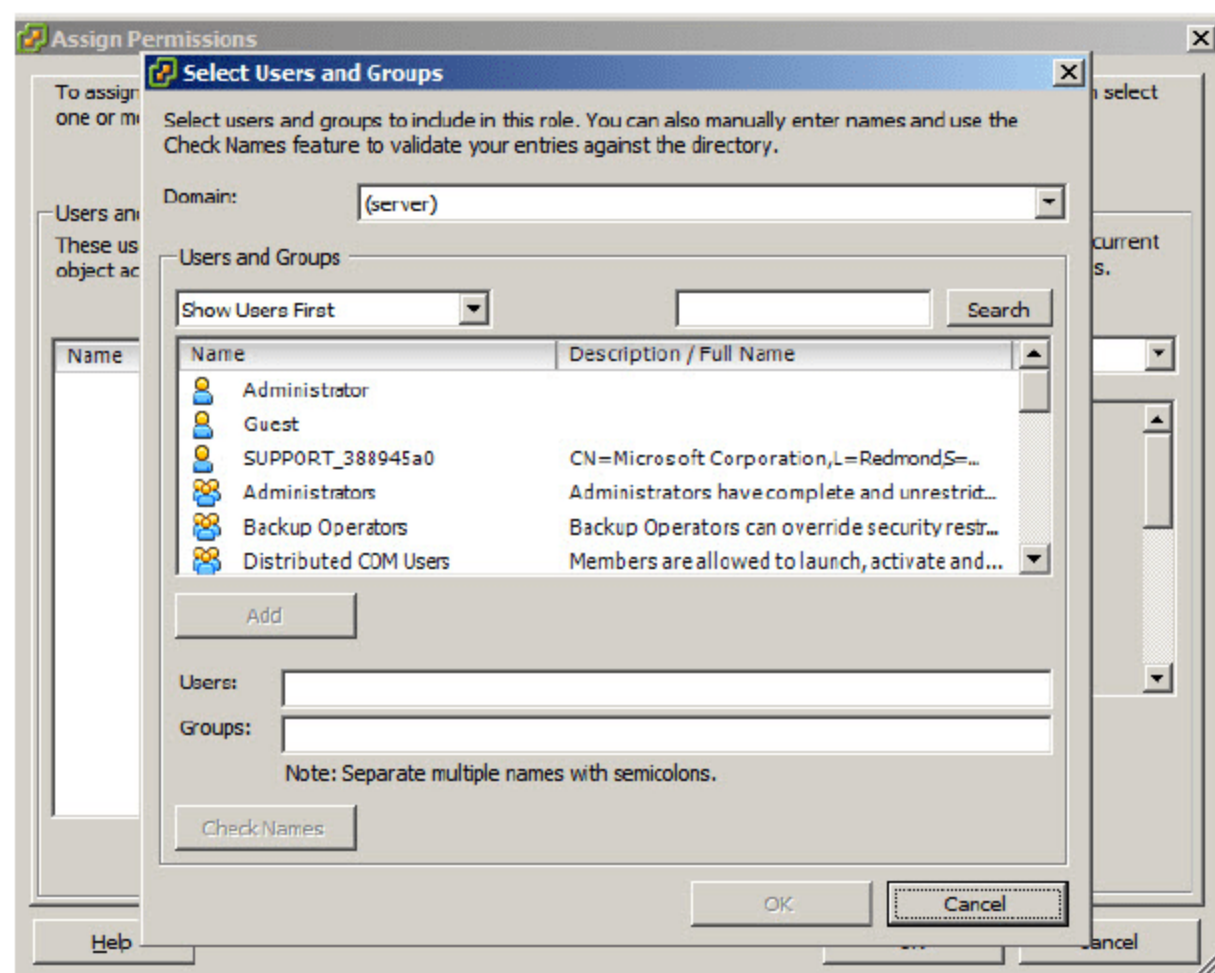 Assign Permissions
Select Users and Groups
To assign
one or
select
Select users and groups to include in this role. You can also manually enter names and use the
Check Names feature to validate your entries against the directory.
Domain:
(server)
Users
These
object
current
s.
Users and Groups
Show Users First
Search
Name
Name
Description / Full Name
Administrator
Guest
SUPPORT_388945a0
CN=Microsoft Corporation,L=Redmond,S=...
Administrators
Administrators have complete and unrestrict...
Backup Operators
Backup Operators can override security restr...
Distributed COM Users
Members are allowed to launch, activate and...
Add
Users:
Groups:
Note: Separate multiple names with semicolons.
Check Names
OK
Cancel
Help
Cancel